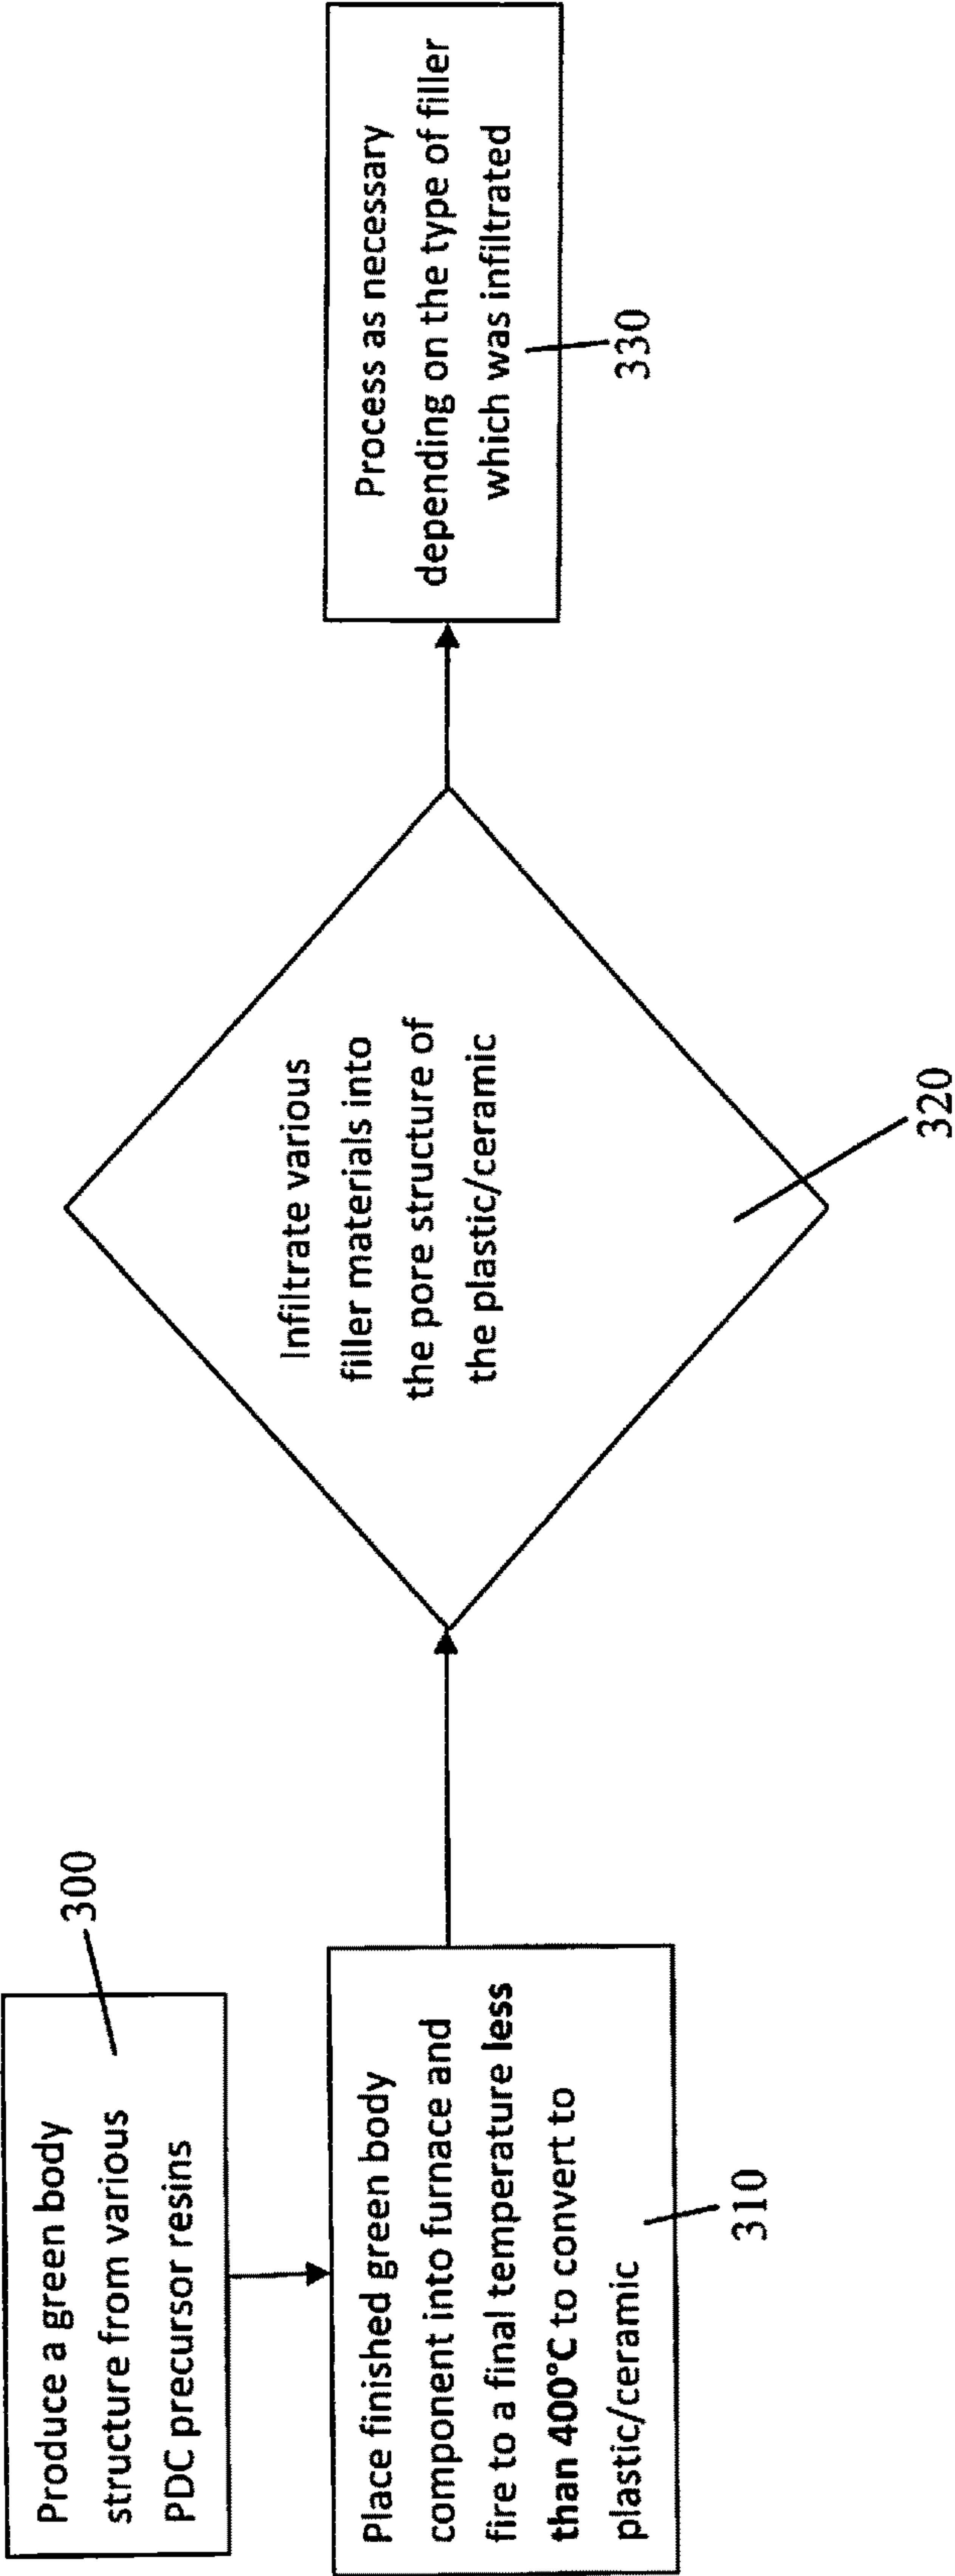 Produce a green body
structure from various
PDC precursor resins
300
Place finished green body
component into furnace and
fire to a final temperature less
than 400°C to convert to
plastic/ceramic
310
Infiltrate various
filler materials into
the pore structure of
the plastic/ceramic
320
Process as necessary
depending on the type of filler
which was infiltrated
330